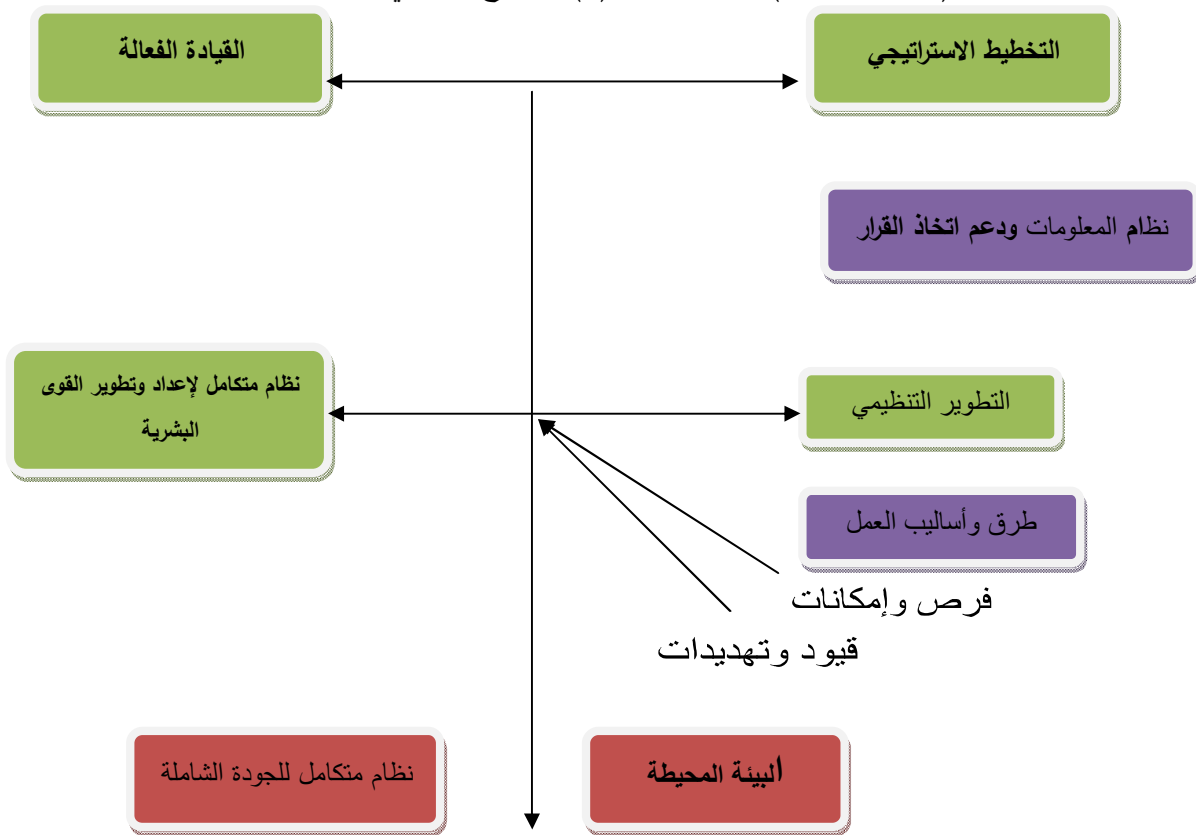 التخطيط الاستراتيجي
القيادة الفعالة
نظام المعلومات ودعم اتخاذ القرار
نظام متكامل لإعداد وتطوير القوى
البشرية
التطوير التنظيمي
طرق وأساليب العمل
فرص وإمكانات
قيود وتهديدات
البيئة المحيطة
نظام متكامل للجودة الشاملة